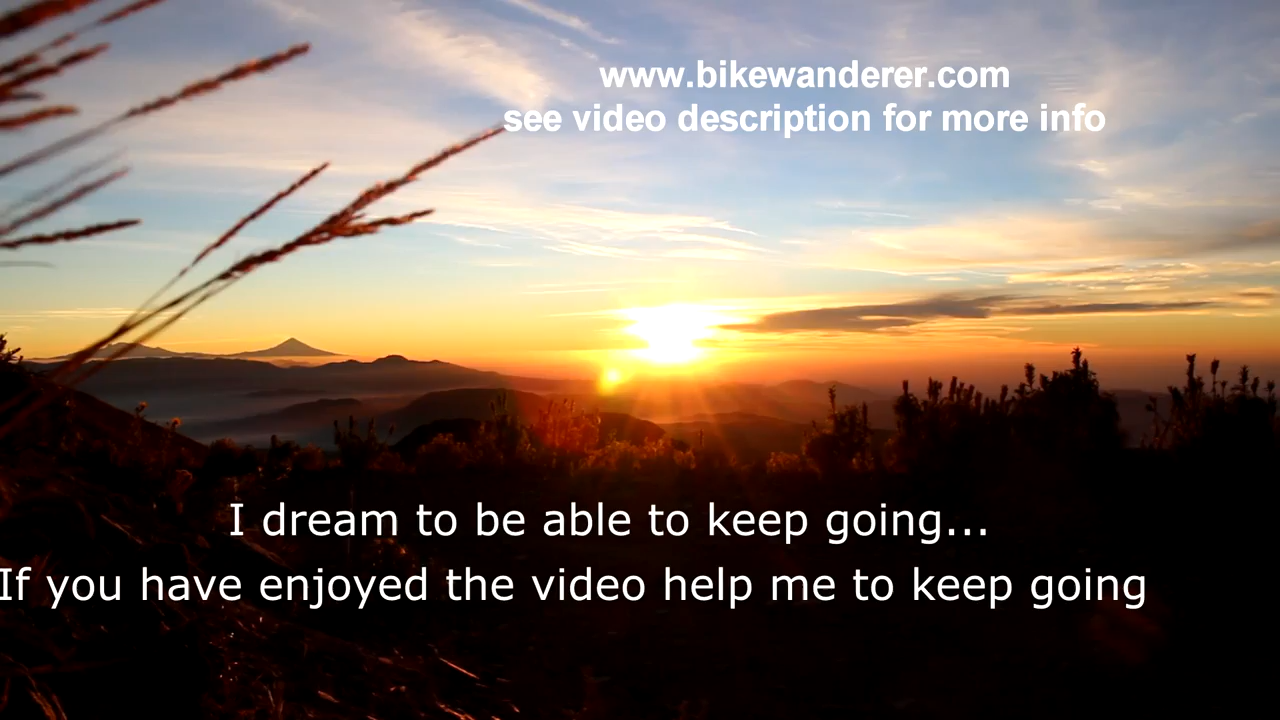 www.bikewanderer.com
see video description for more info
I dream to be able to keep going...
If you have enjoyed the video help me to keep going